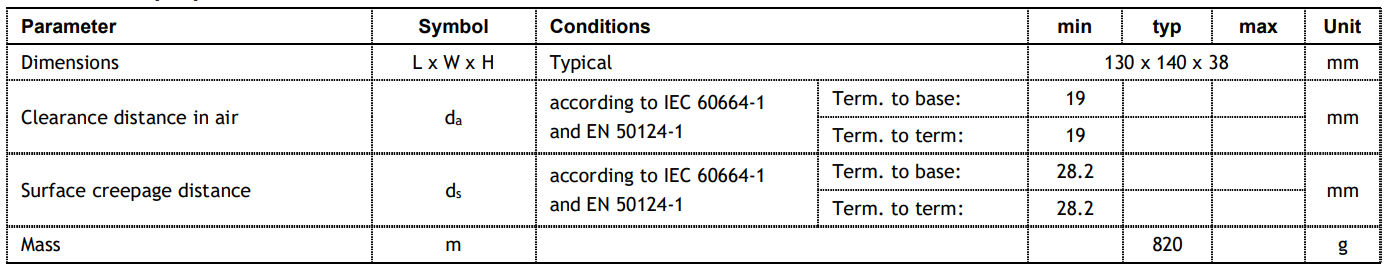 Parameter Symbol Conditions min typ max Unit
Dimensions L x W x H Typical 130 x 140 x 38 mm
Clearance distance in air da according to IEC 60664-1 and EN 50124-1 Term. to base: 19 mm
Term. to term: 19
Surface creepage distance ds according to IEC 60664-1 and EN 50124-1 Term. to base: 28.2 mm
Term. to term: 28.2
Mass m 820 g